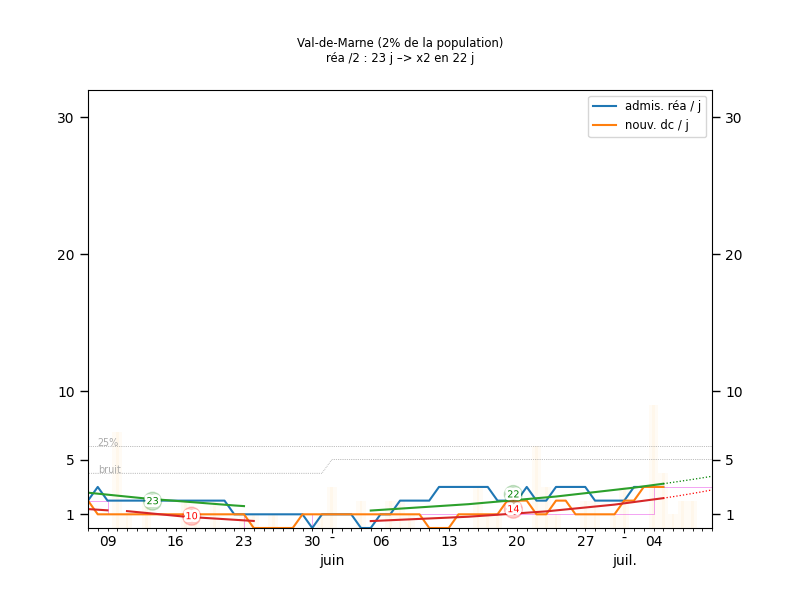 Val-de-Marne (2% de la population)
réa /2 : 23 j –> x2 en 22 j
admis. réa / j
nouv. dc / j
30 30
20 20
10 10
25%
5 5
bruit
23 22
10 14
1 1
09 16 23 30 - 06 13 20 27 - 04
juin juil.